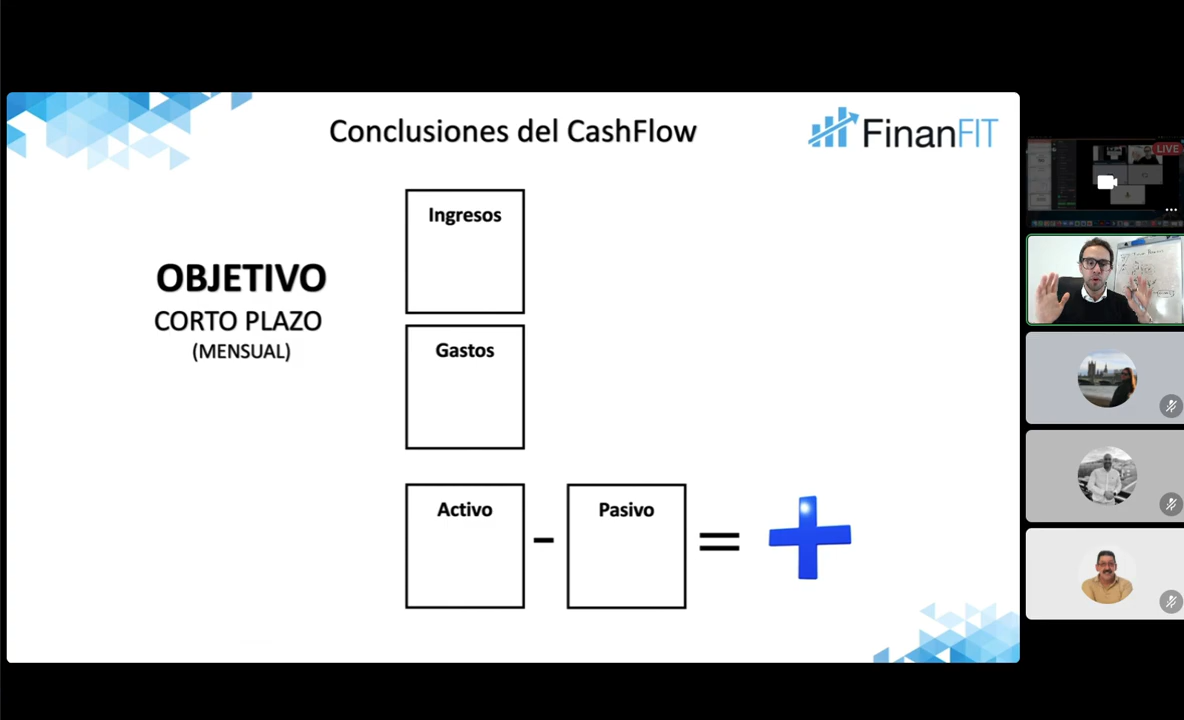 Conclusiones del CashFlow
FinanFIT
Ingresos
OBJETIVO
CORTO PLAZO
(MENSUAL)
Gastos
Activo
-
Pasivo
=
LIVE